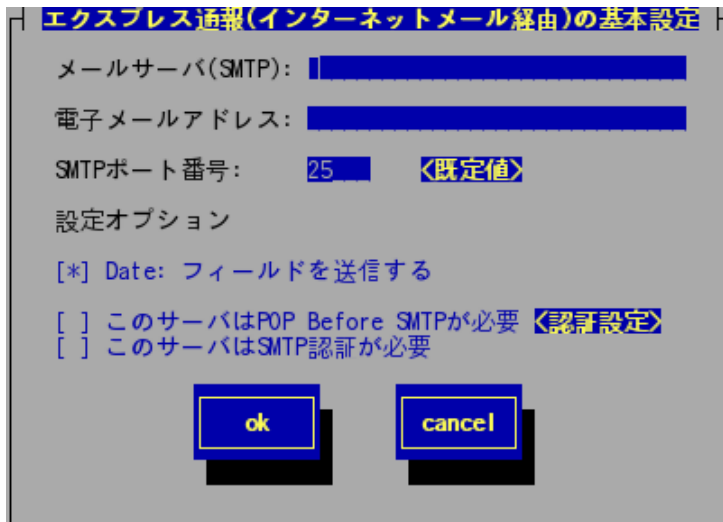 エクスプレス通報(インターネットメール経由)の基本設定
メールサーバ(SMTP):
電子メールアドレス:
SMTPポート番号: 25 <既定値>
設定オプション
[*] Date: フィールドを送信する
[ ] このサーバはPOP Before SMTPが必要 <認証設定>
[ ] このサーバはSMTP認証が必要
ok cancel